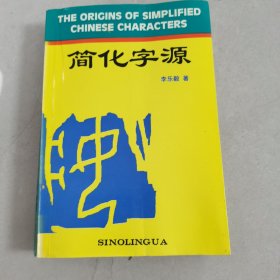 THE ORIGINS OF SIMPLIFIED
CHINESE CHARACTERS
简化字源
李乐毅 著
SINOLINGUA